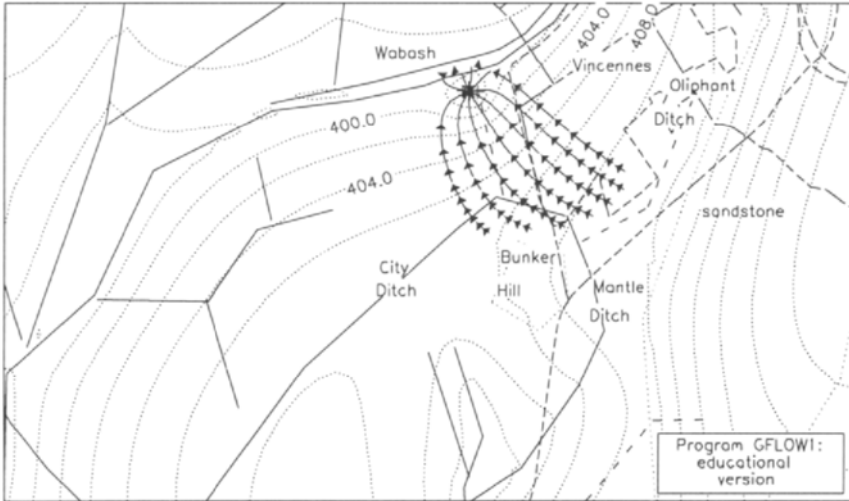 404.0
408.0
Wabash
Vincennes
Oliphant
Ditch
400.0
404.0
sandstone
City
Ditch
Bunker
Hill
Mantle
Ditch
Program GFLOW1:
educational
version